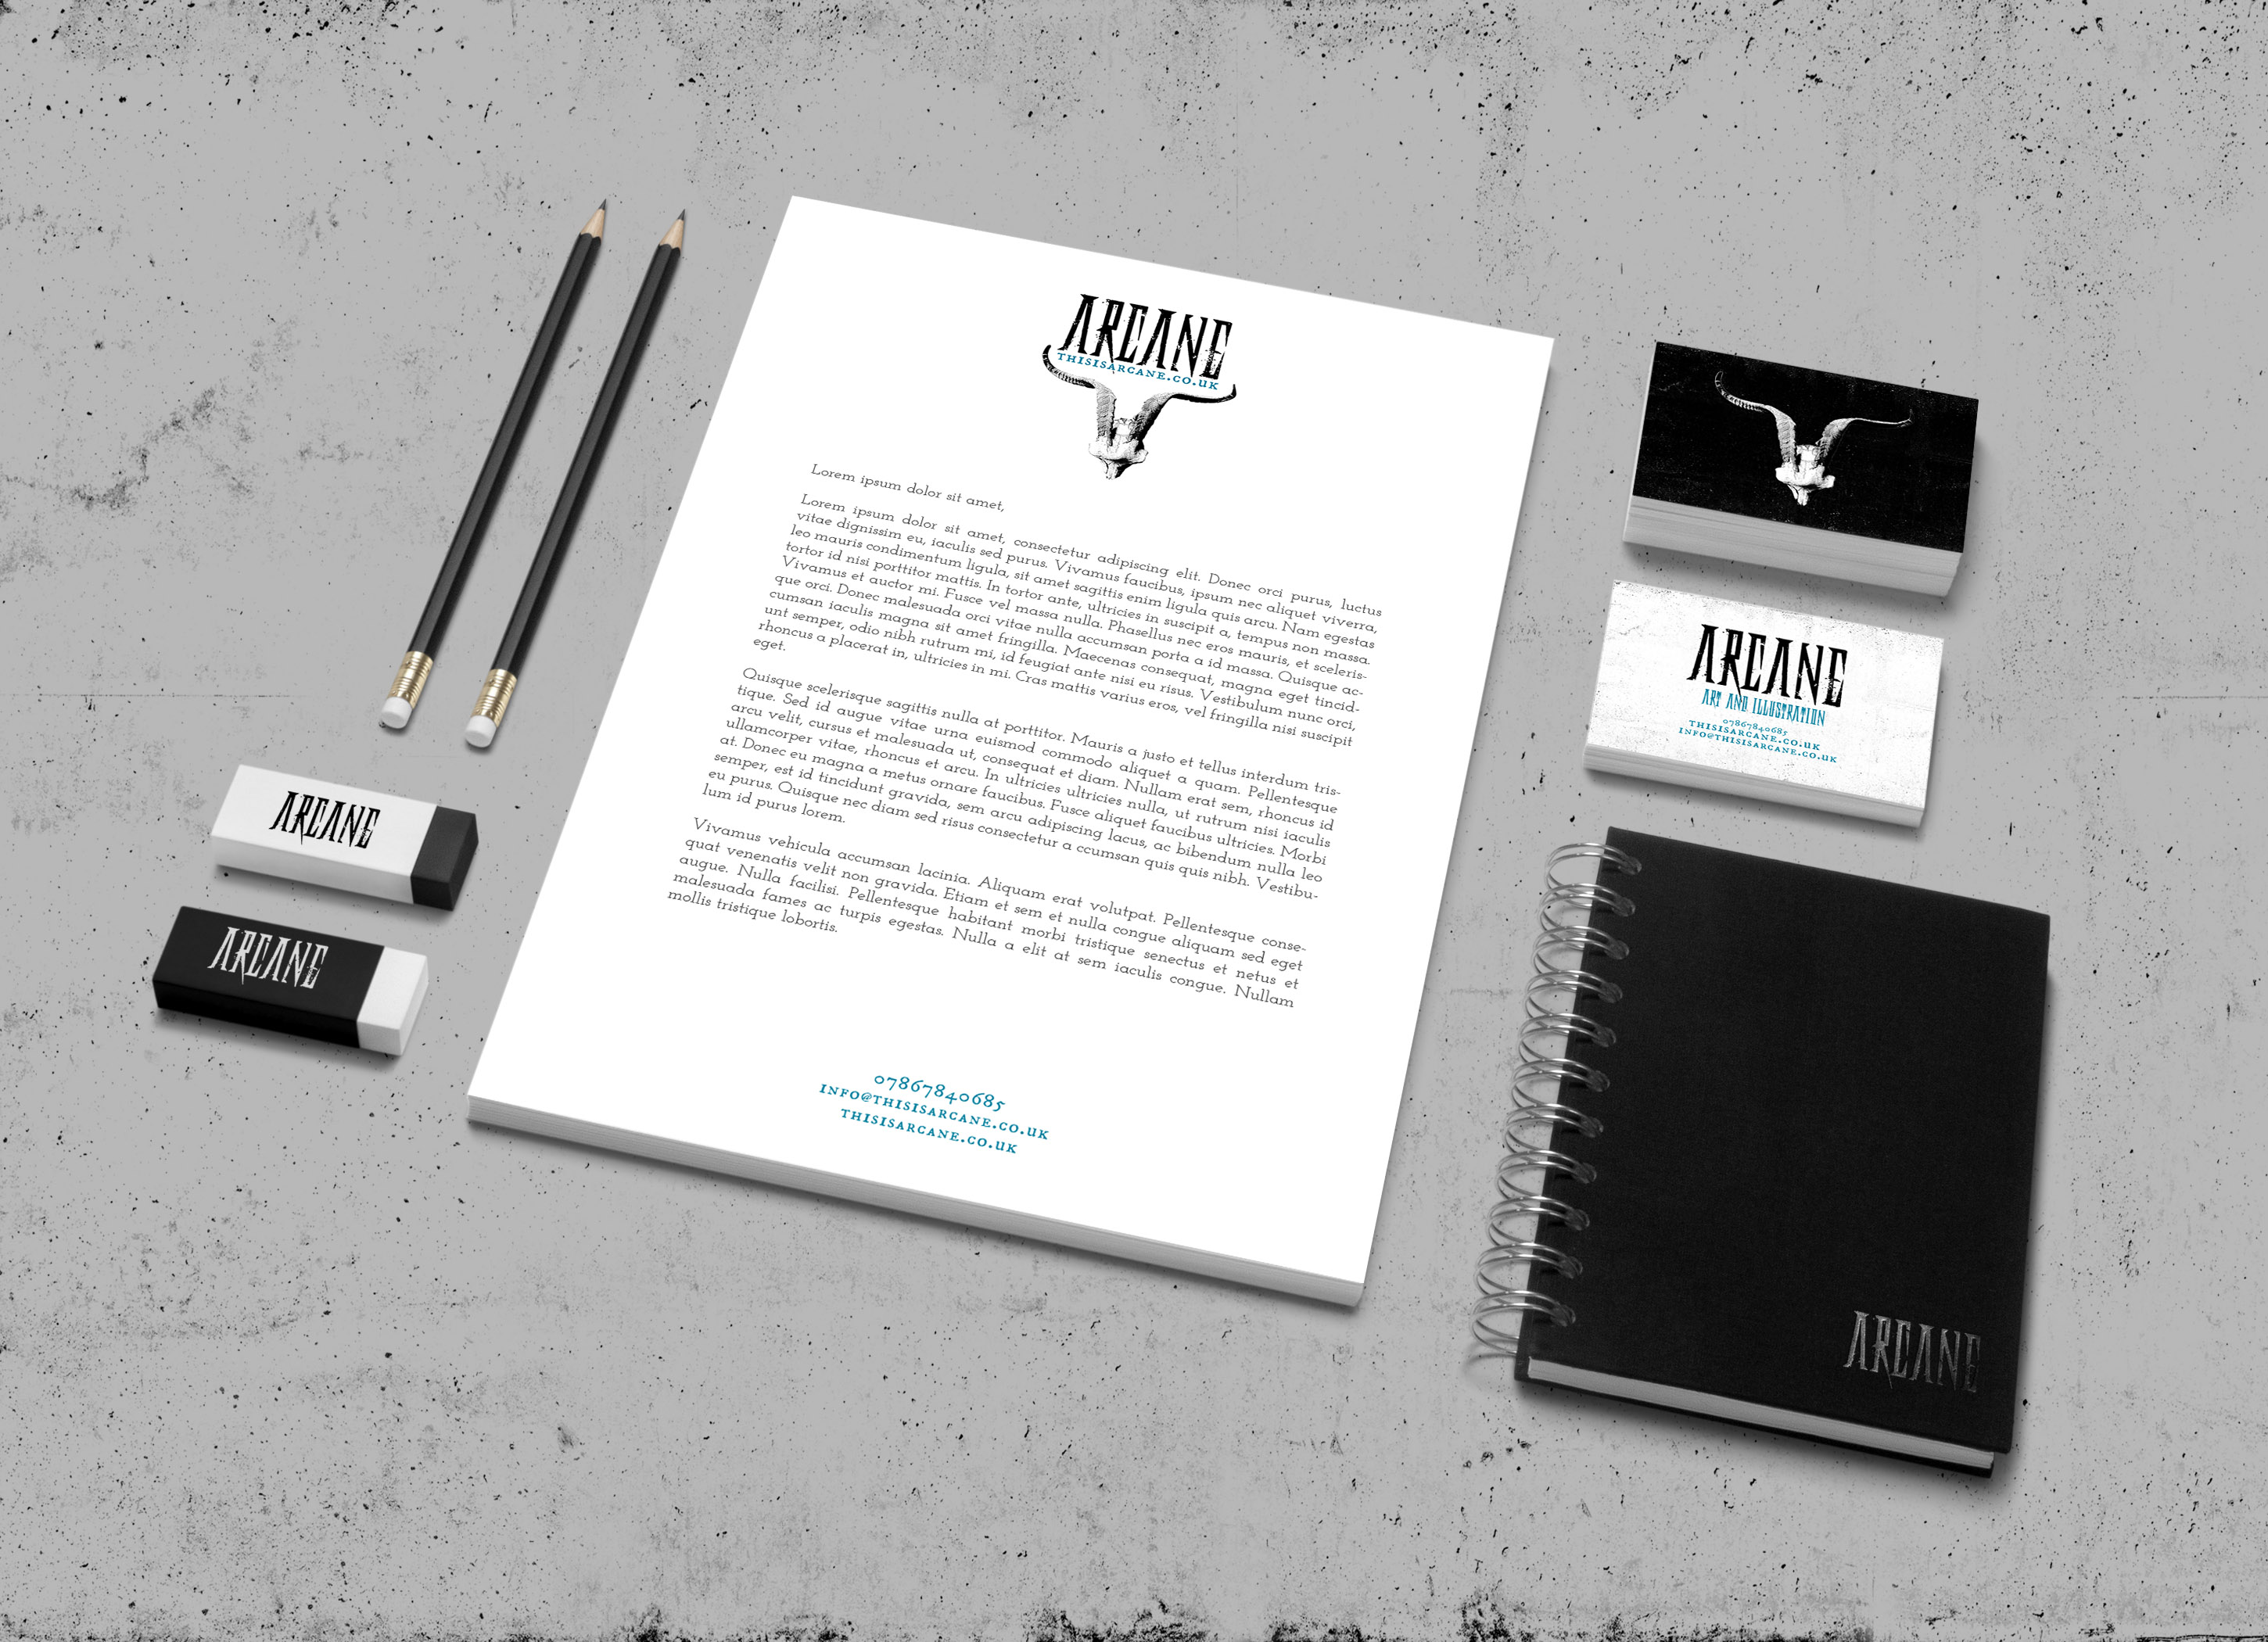 ARCANE
THISISARCANE.CO.UK
Lorem ipsum dolor sit amet,
Lorem ipsum dolor sit amet, consectetur adipiscing elit. Donec orci purus, luctus
vitae dignissim eu, iaculis sed purus. Vivamus faucibus, ipsum nec aliquet viverra,
leo mauris condimentum ligula, sit amet sagittis enim ligula quis arcu. Nam egestas
tortor id nisi porttitor mattis. In tortor ante, ultricies in suscipit a, tempus non massa.
Vivamus et auctor mi. Fusce vel massa nulla. Phasellus nec eros mauris, et sceleris-
que orci. Donec malesuada orci vitae nulla accumsan porta a id massa. Quisque ac-
cumsan iaculis magna sit amet fringilla. Maecenas consequat, magna eget tincid-
unt semper, odio nibh rutrum mi, id feugiat ante nisi eu risus. Vestibulum nunc orci,
rhoncus a placerat in, ultricies in mi. Cras mattis varius eros, vel fringilla nisi suscipit
eget.
Quisque scelerisque sagittis nulla at porttitor. Mauris a justo et tellus interdum tris-
tique. Sed id augue vitae urna euismod commodo aliquet a quam. Pellentesque
arcu velit, cursus et malesuada ut, consequat et diam. Nullam erat sem, rhoncus id
ullamcorper vitae, rhoncus et arcu. In ultricies ultricies nulla, ut rutrum nisi iaculis
at. Donec eu magna a metus ornare faucibus. Fusce aliquet faucibus ultricies. Morbi
semper, est id tincidunt gravida, sem arcu adipiscing lacus, ac bibendum nulla leo
eu purus. Quisque nec diam sed risus consectetur a ccumsan quis quis nibh. Vestibu-
lum id purus lorem.
Vivamus vehicula accumsan lacinia. Aliquam erat volutpat. Pellentesque conse-
quat venenatis velit non gravida. Etiam et sem et nulla congue aliquam sed eget
augue. Nulla facilisi. Pellentesque habitant morbi tristique senectus et netus et
malesuada fames ac turpis egestas. Nulla a elit at sem iaculis congue. Nullam
mollis tristique lobortis.
07867840685
INFO@THISISARCANE.CO.UK
THISISARCANE.CO.UK
ARCANE
ARCANE
ARCANE
ART AND ILLUSTRATION
07867840685
THISISARCANE.CO.UK
INFO@THISISARCANE.CO.UK
ARCANE